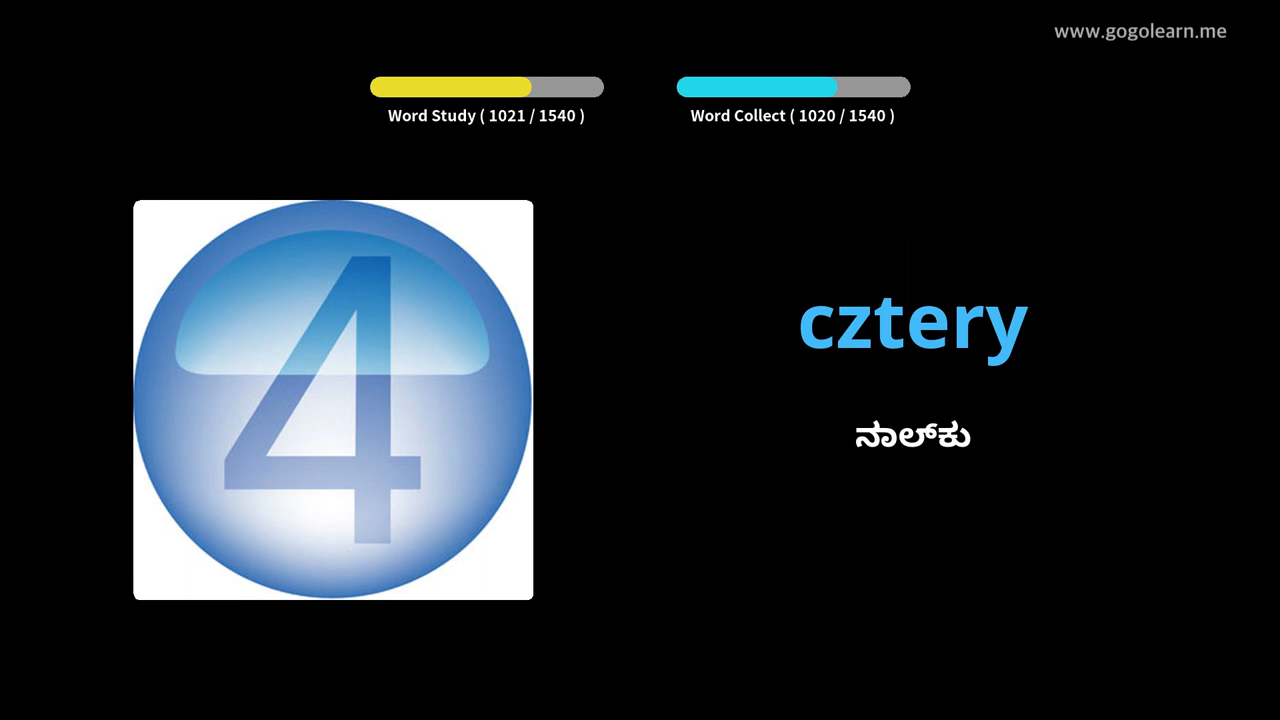 www.gogolearn.me
Word Study ( 1021 / 1540 )
Word Collect ( 1020 / 1540 )
4
cztery
ನಾಲ್‌ಕು